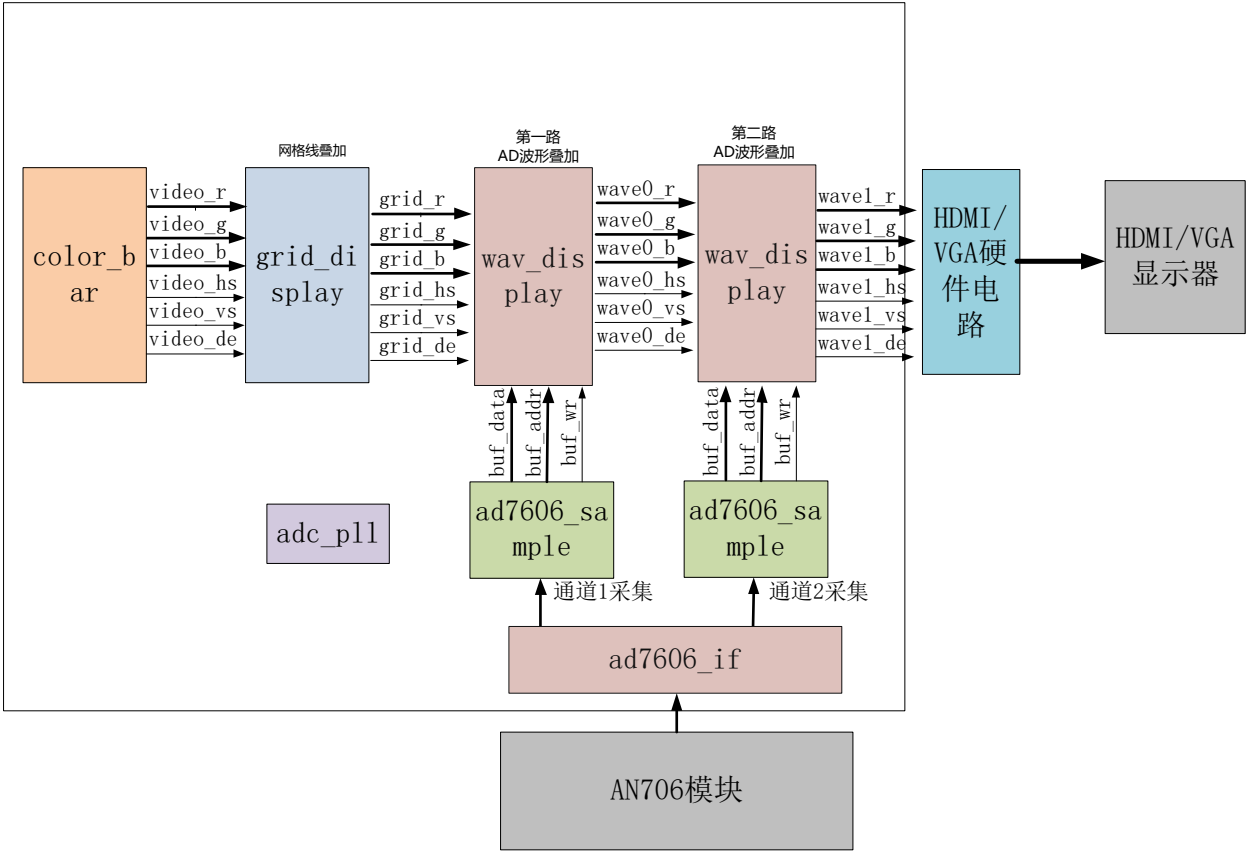 第一路
AD波形叠加
第二路
AD波形叠加
网格线叠加
color_b
ar
video_r
video_g
video_b
video_hs
video_vs
video_de
grid_di
splay
grid_r
grid_g
grid_b
grid_hs
grid_vs
grid_de
wav_dis
play
wave0_r
wave0_g
wave0_b
wave0_hs
wave0_vs
wave0_de
wav_dis
play
wave1_r
wave1_g
wave1_b
wave1_hs
wave1_vs
wave1_de
HDMI/
VGA硬
件电
路
HDMI/VGA
显示器
buf_data
buf_addr
buf_wr
buf_data
buf_addr
buf_wr
adc_pll
ad7606_sa
mple
ad7606_sa
mple
通道1采集
通道2采集
ad7606_if
AN706模块